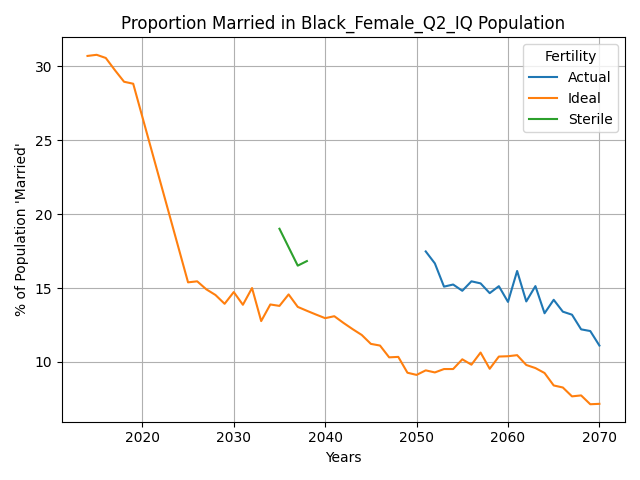 Proportion Married in Black_Female_Q2_IQ Population
% of Population 'Married'
30
25
20
15
10
Fertility
Actual
Ideal
Sterile
2020 2030 2040 2050 2060 2070
Years